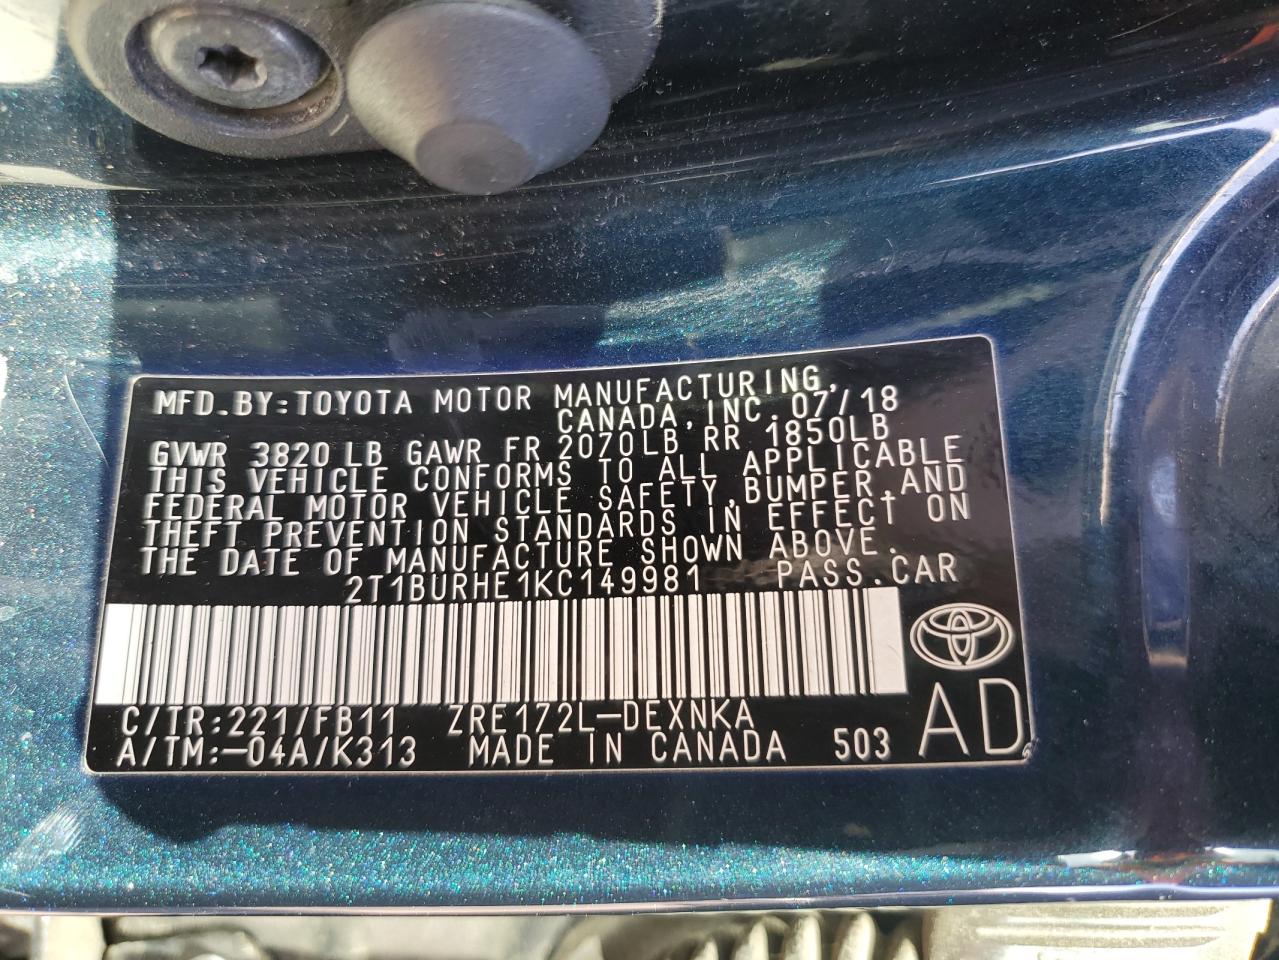 MFD.BY:TOYOTA MOTOR MANUFACTURING,
CANADA, INC. 07/18
GVWR 3820 LB GAWR FR 2070LB RR 1850LB
THIS VEHICLE CONFORMS TO ALL APPLICABLE
FEDERAL MOTOR VEHICLE SAFETY, BUMPER AND
THEFT PREVENTION STANDARDS IN EFFECT ON
THE DATE OF MANUFACTURE SHOWN ABOVE.
2T1BURHE1KC149981 PASS.CAR
C/TR:221/FB11 ZRE172L-DEXNKA
A/TM:-04A/K313 MADE IN CANADA 503
AD